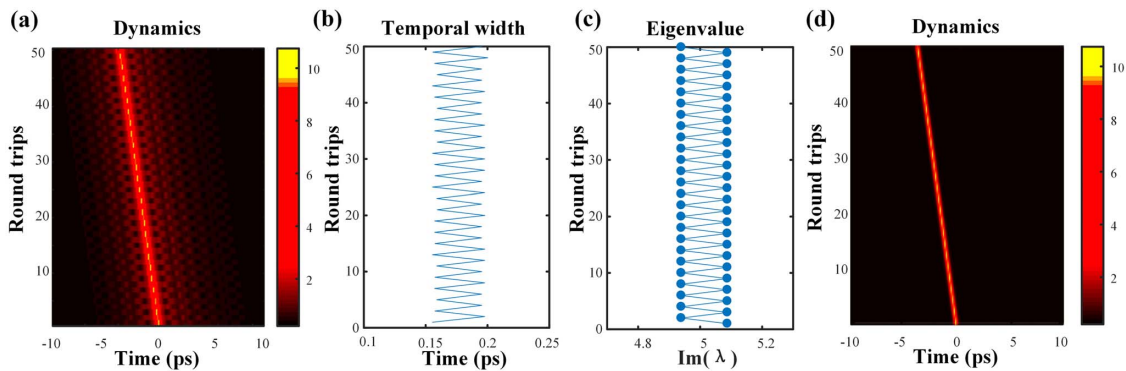 (a) Dynamics
50
40
30
20
10
-10 -5 0 5 10
Round trips
Time (ps)
10
8
6
4
2
(b) Temporal width
50
40
30
20
10
0
0.1 0.15 0.2 0.25
Round trips
Time (ps)
(c) Eigenvalue
50
40
30
20
10
0
4.8 5 5.2
Round trips
Im(λ)
(d) Dynamics
50
40
30
20
10
-10 -5 0 5 10
Round trips
Time (ps)
10
8
6
4
2